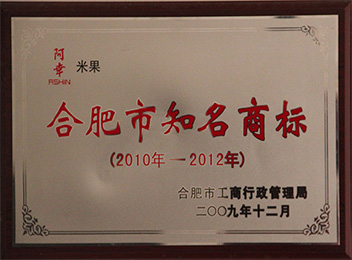 阿幸 米果
ASHIN
合肥市知名商标
(2010年—2012年)
合肥市工商行政管理局
二〇〇九年十二月